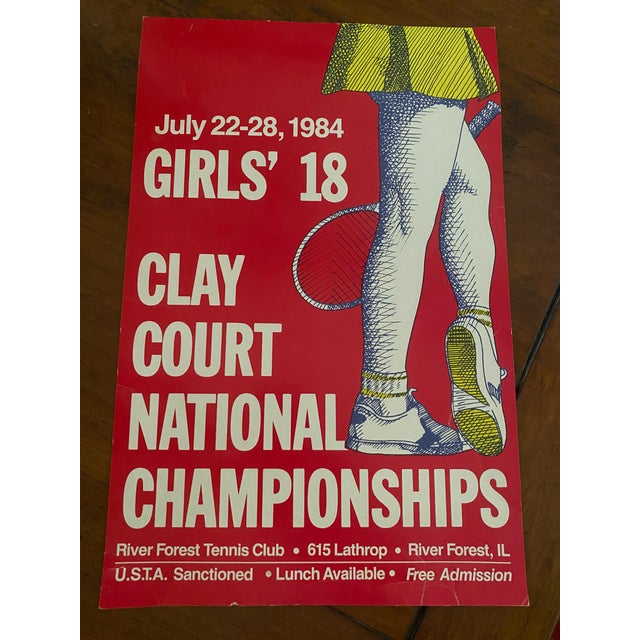 July 22-28, 1984
GIRLS' 18
CLAY
COURT
NATIONAL
CHAMPIONSHIPS
River Forest Tennis Club • 615 Lathrop • River Forest, IL
U.S.T.A. Sanctioned • Lunch Available • Free Admission